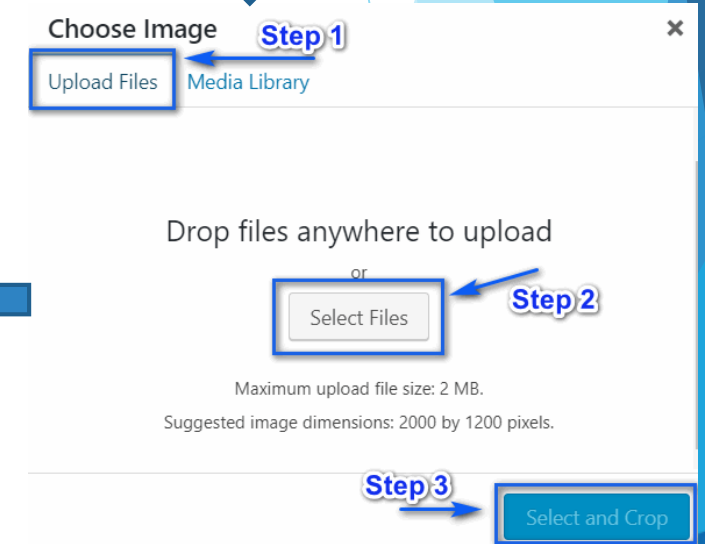 Choose Image
Step 1
Upload Files Media Library
Drop files anywhere to upload
or
Select Files
Step 2
Maximum upload file size: 2 MB.
Suggested image dimensions: 2000 by 1200 pixels.
Step 3
Select and Crop